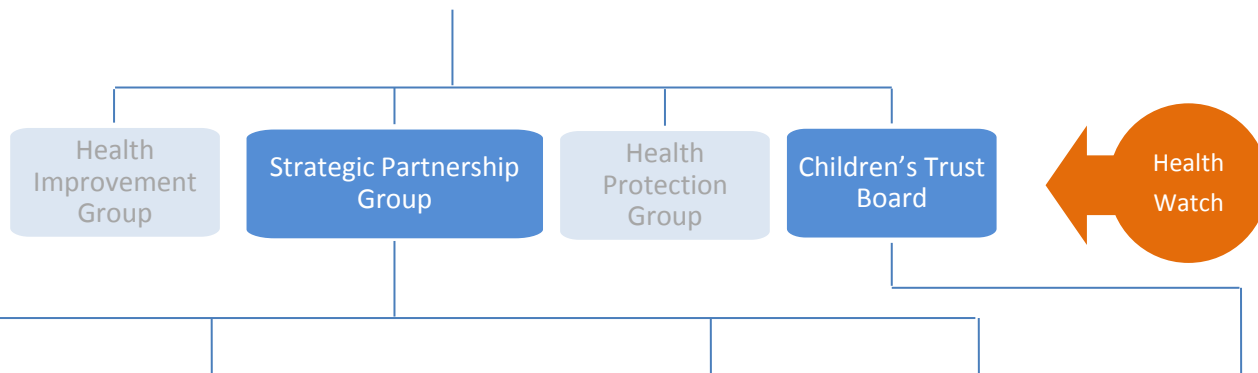 Health
Improvement
Group
Strategic Partnership
Group
Health
Protection
Group
Children’s Trust
Board
Health
Watch